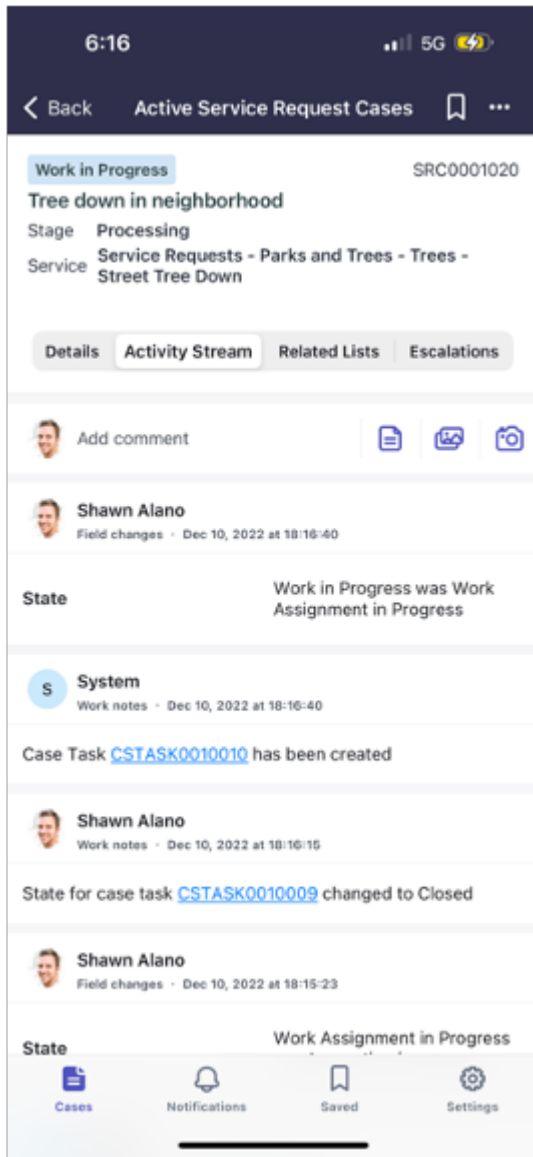 6:16
5G
Back
Active Service Request Cases
Work in Progress
SRC0001020
Tree down in neighborhood
Stage Processing
Service Service Requests - Parks and Trees - Trees -
Street Tree Down
Details
Activity Stream
Related Lists
Escalations
Add comment
Shawn Alano
Field changes · Dec 10, 2022 at 18:16:40
State
Work in Progress was Work
Assignment in Progress
S
System
Work notes · Dec 10, 2022 at 18:16:40
Case Task CSTASK0010010 has been created
Shawn Alano
Work notes · Dec 10, 2022 at 18:16:15
State for case task CSTASK0010009 changed to Closed
Shawn Alano
Field changes · Dec 10, 2022 at 18:15:23
State
Work Assignment in Progress
Cases
Notifications
Saved
Settings